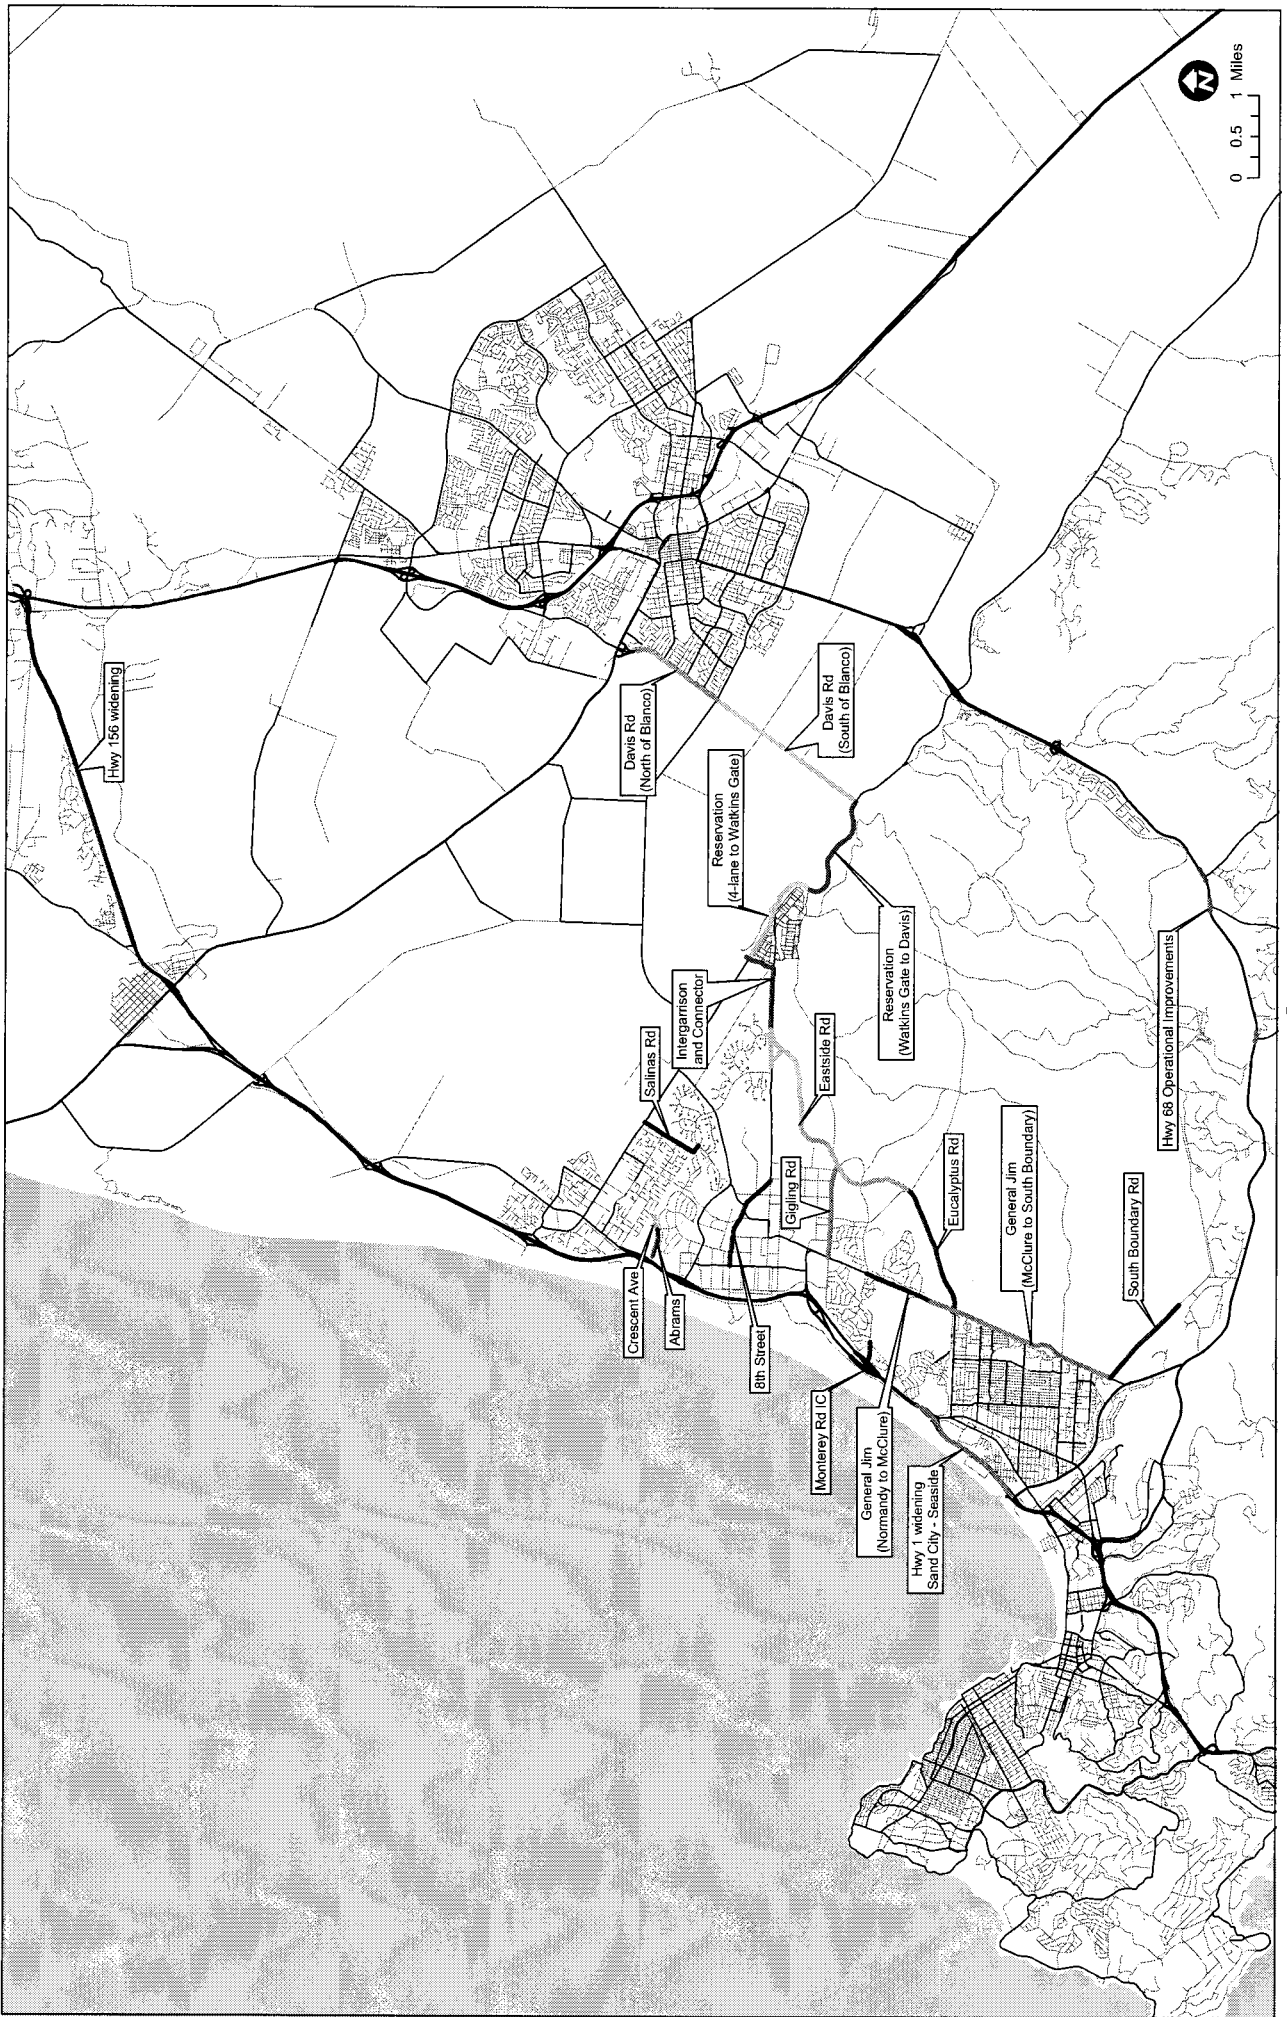 Hwy 156 widening
Davis Rd
(North of Blanco)
Davis Rd
(South of Blanco)
Reservation
(4-lane to Watkins Gate)
Reservation
(Watkins Gate to Davis)
Intergarrison
and Connector
Salinas Rd
Eastside Rd
Gigling Rd
Eucalyptus Rd
General Jim
(McClure to South Boundary)
Hwy 68 Operational Improvements
South Boundary Rd
Crescent Ave
Abrams
8th Street
Monterey Rd IC
General Jim
(Normandy to McClure)
Hwy 1 widening
Sand City - Seaside
N
0 0.5 1 Miles